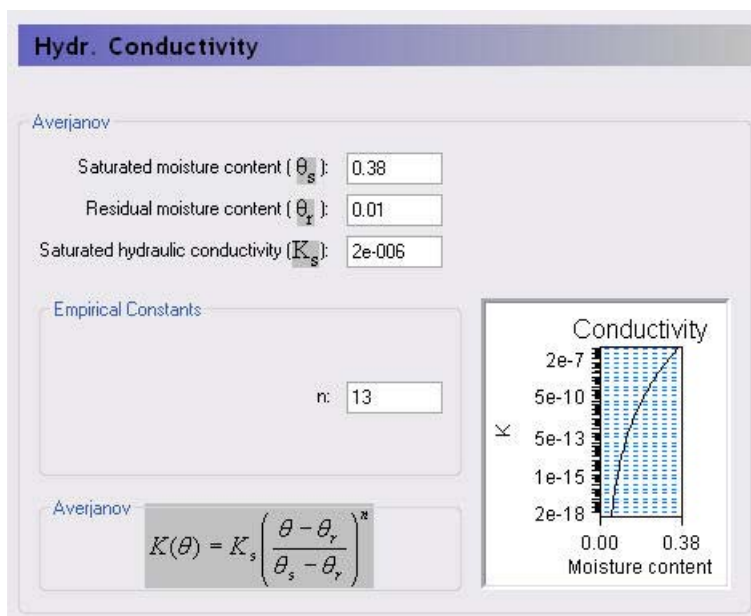 Hydr. Conductivity
Averjanov
Saturated moisture content ( θs ): 0.38
Residual moisture content ( θr ): 0.01
Saturated hydraulic conductivity (Ks): 2e-006
Empirical Constants
n: 13
Averjanov
K(θ) = Ks((θ − θr)/(θs − θr))^n
Conductivity
K
2e-7
5e-10
5e-13
1e-15
2e-18
0.00 0.38
Moisture content